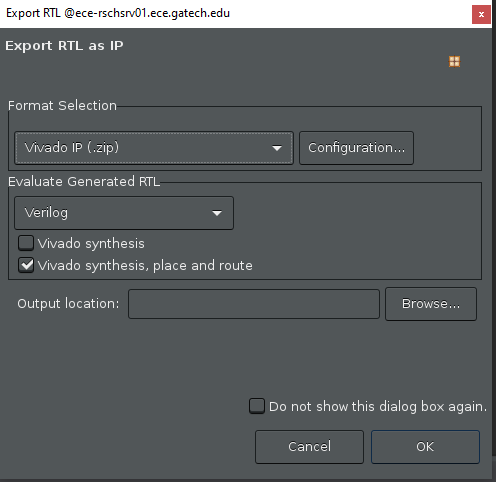 Export RTL @ece-rschsrv01.ece.gatech.edu
x
Export RTL as IP
Format Selection
Vivado IP (.zip)
Configuration...
Evaluate Generated RTL
Verilog
Vivado synthesis
Vivado synthesis, place and route
Output location:
Browse...
Do not show this dialog box again.
Cancel
OK